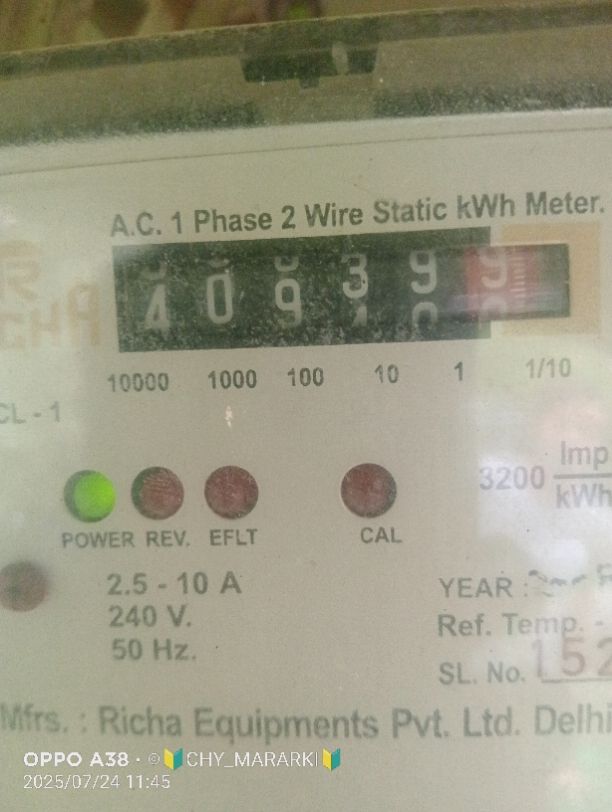 A.C. 1 Phase 2 Wire Static kWh Meter.
4 0 9 3 9 9
10000 1000 100 10 1 1/10
CL - 1
3200 Imp
kWh
POWER REV. EFLT CAL
2.5 - 10 A
240 V.
50 Hz.
YEAR :
Ref. Temp. -
SL. No. 152
Mfrs. : Richa Equipments Pvt. Ltd. Delhi
OPPO A38 · ©🔰CHY_MARARKI🔰
2025/07/24 11:45